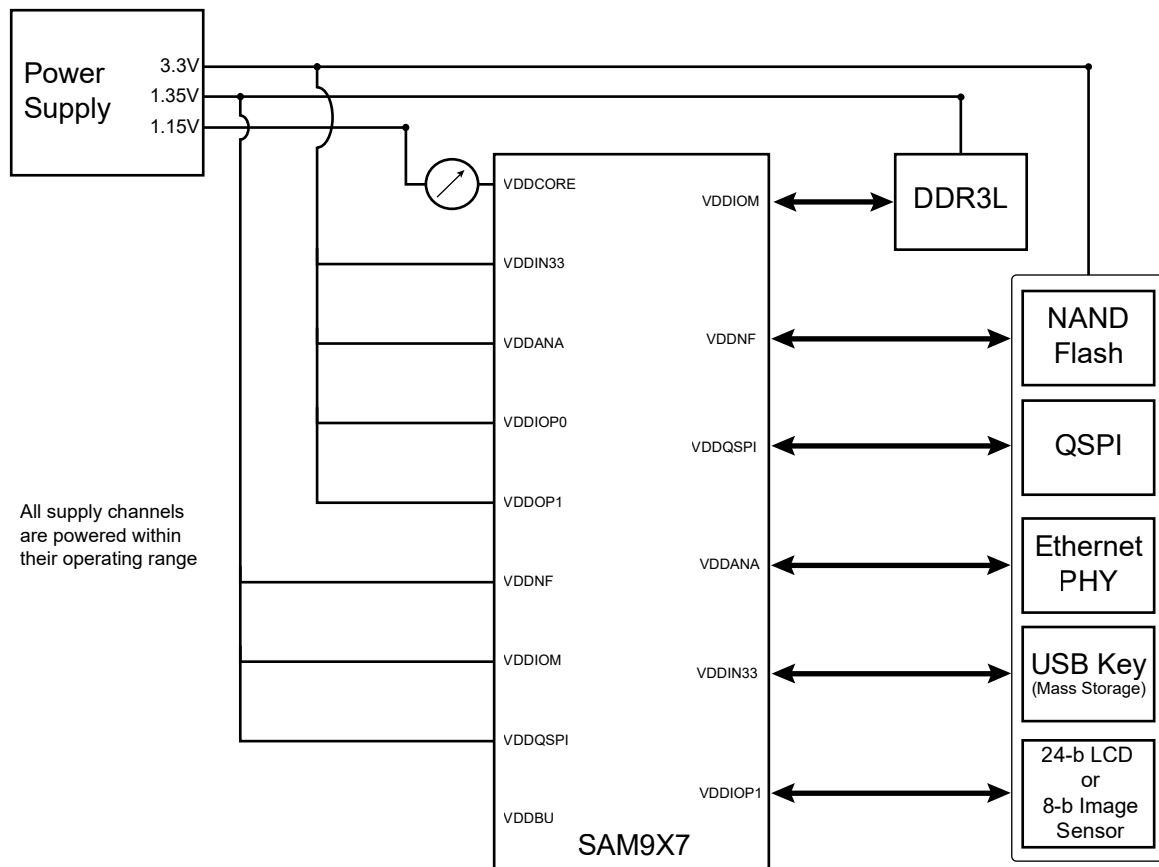 Power
Supply
3.3V
1.35V
1.15V
VDDCORE
VDDIN33
VDDANA
VDDIOP0
VDDOP1
VDDNF
VDDIOM
VDDQSPI
VDDBU
All supply channels
are powered within
their operating range
SAM9X7
VDDIOM
VDDNF
VDDQSPI
VDDANA
VDDIN33
VDDIOP1
DDR3L
NAND
Flash
QSPI
Ethernet
PHY
USB Key
(Mass Storage)
24-b LCD
or
8-b Image
Sensor